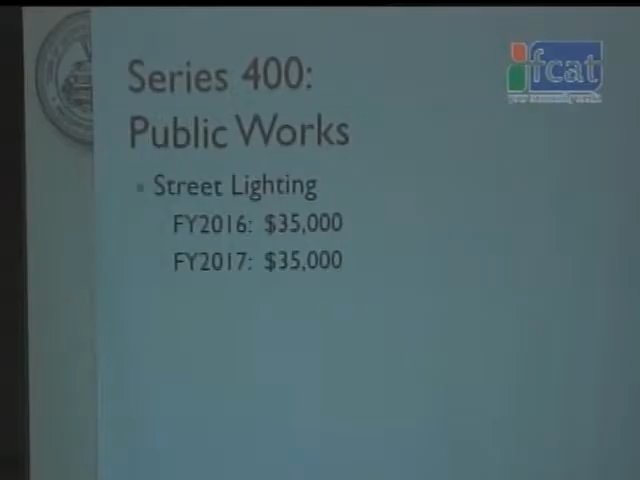 Series 400:
Public Works
fcat
Street Lighting
FY2016: $35,000
FY2017: $35,000